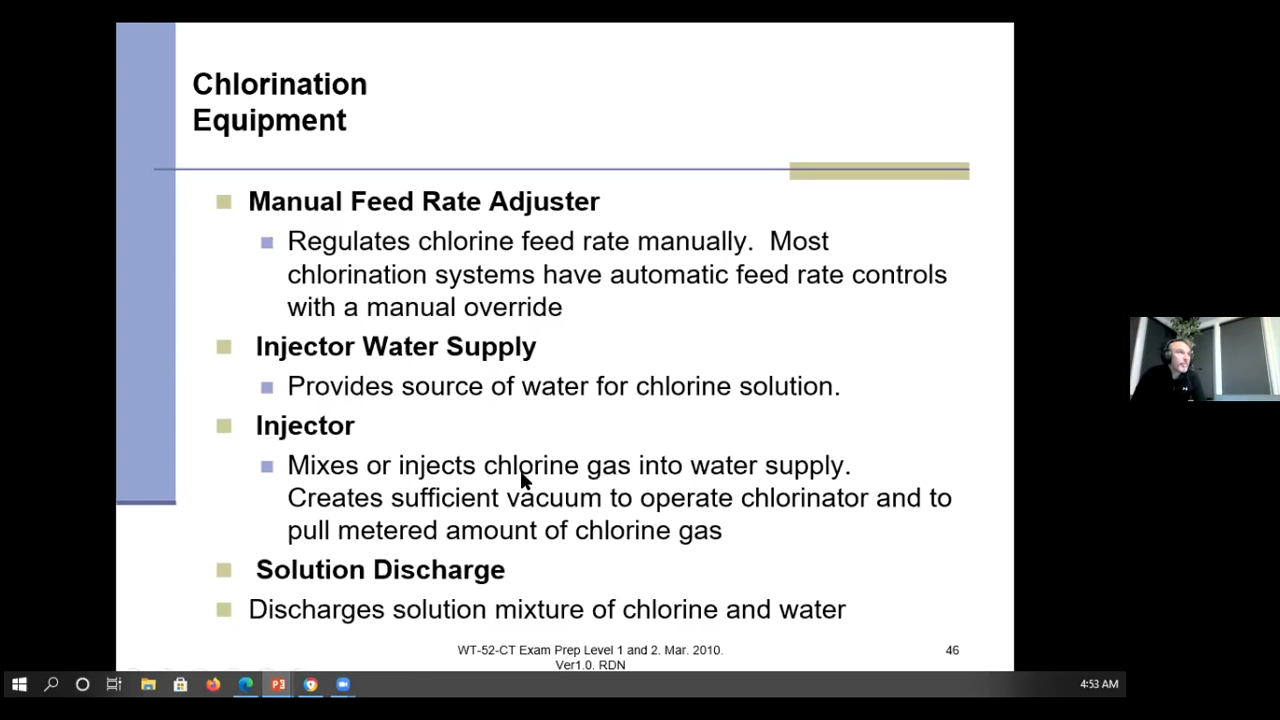 Chlorination
Equipment
Manual Feed Rate Adjuster
Regulates chlorine feed rate manually. Most
chlorination systems have automatic feed rate controls
with a manual override
Injector Water Supply
Provides source of water for chlorine solution.
Injector
Mixes or injects chlorine gas into water supply.
Creates sufficient vacuum to operate chlorinator and to
pull metered amount of chlorine gas
Solution Discharge
Discharges solution mixture of chlorine and water
WT-52-CT Exam Prep Level 1 and 2. Mar. 2010.
Ver1.0. RDN
46
4:53 AM